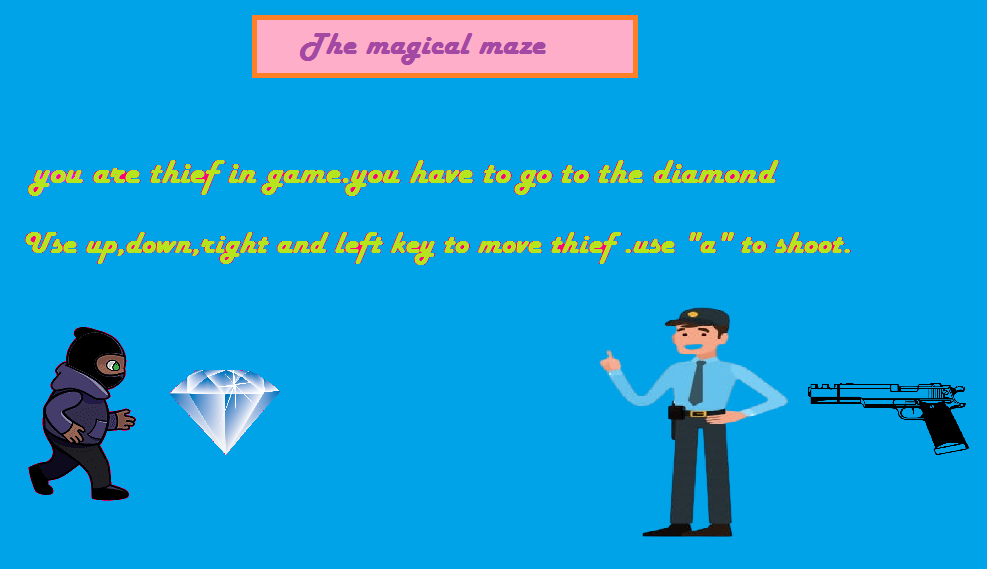 The magical maze
you are thief in game.you have to go to the diamond
Use up,down,right and left key to move thief .use "a" to shoot.